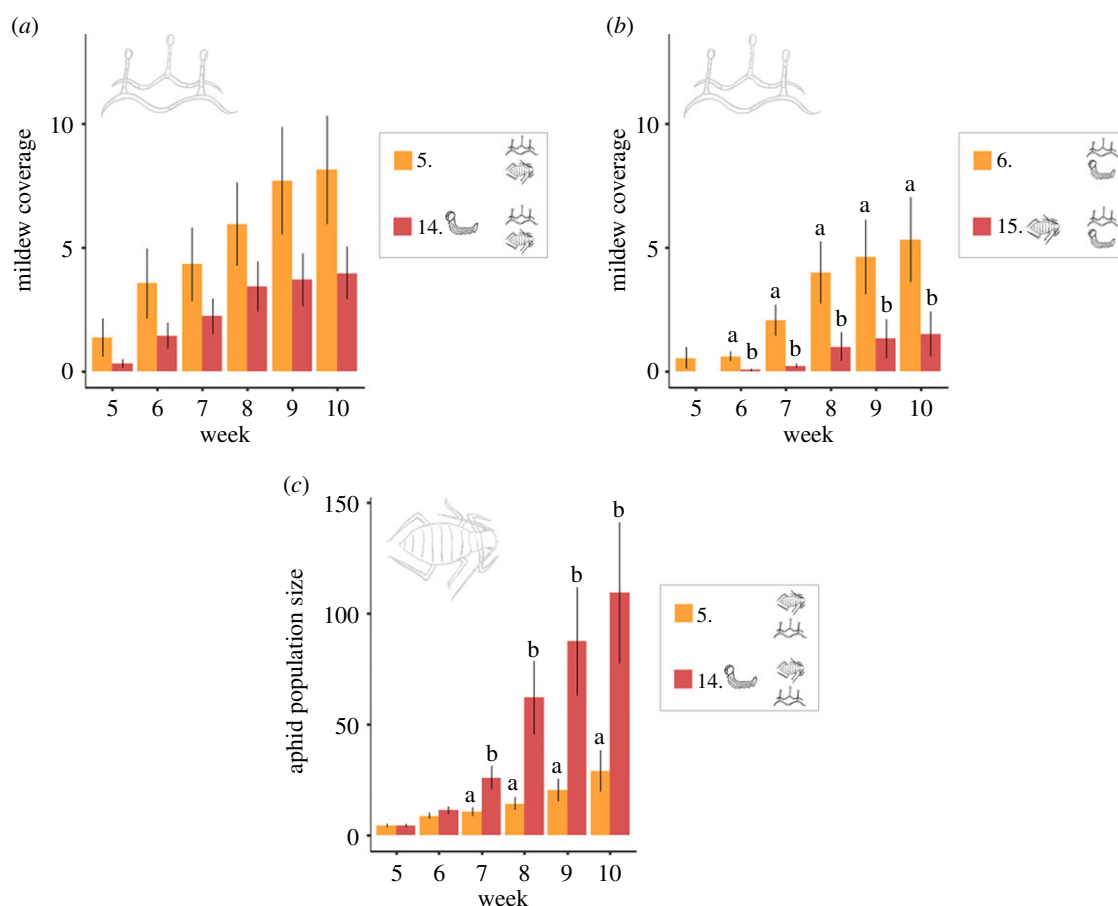 (a)
mildew coverage
10
5
0
5 6 7 8 9 10
week
5.
14.
(b)
mildew coverage
10
5
0
a
a b
a b
a b
a b
5 6 7 8 9 10
week
6.
15.
(c)
aphid population size
150
100
50
0
a b
a b
a b
a b
5 6 7 8 9 10
week
5.
14.